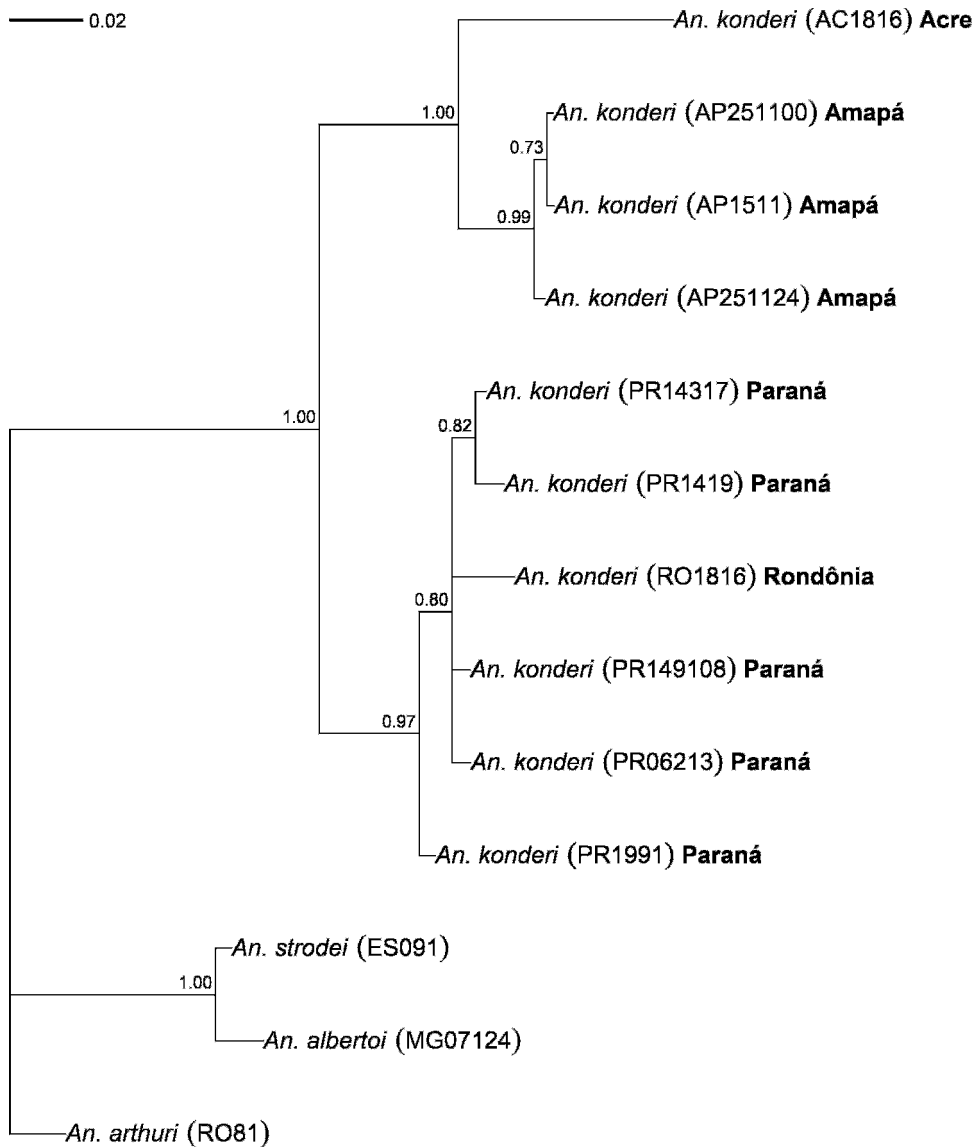 0.02
An. konderi (AC1816) Acre
1.00
An. konderi (AP251100) Amapá
0.73
An. konderi (AP1511) Amapá
0.99
An. konderi (AP251124) Amapá
An. konderi (PR14317) Paraná
1.00
0.82
An. konderi (PR1419) Paraná
An. konderi (RO1816) Rondônia
0.80
An. konderi (PR149108) Paraná
0.97
An. konderi (PR06213) Paraná
An. konderi (PR1991) Paraná
An. strodei (ES091)
1.00
An. albertoi (MG07124)
An. arthuri (RO81)